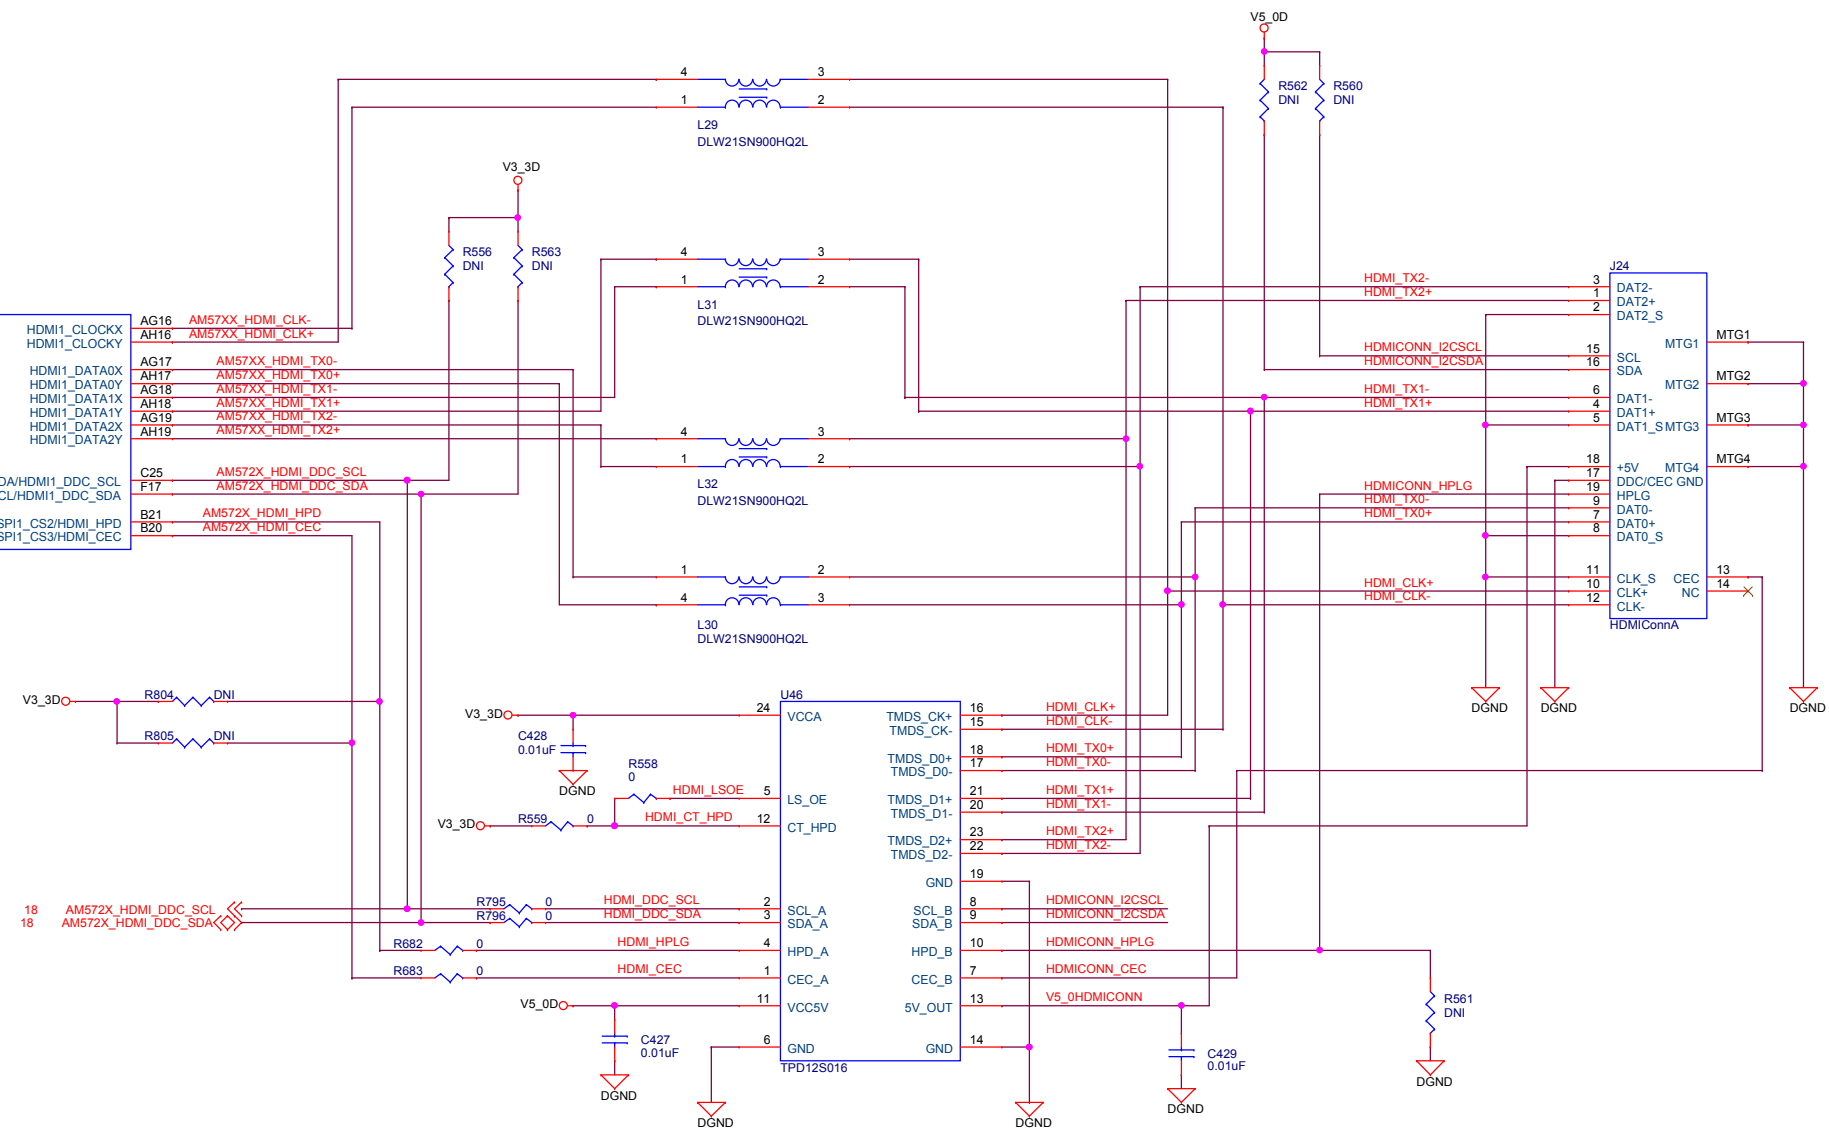 V5_0D
4 3
R562 R560
DNI DNI
1 2
L29
DLW21SN900HQ2L
V3_3D
R556 R563
DNI DNI
4 3
1 2
L31
DLW21SN900HQ2L
J24
HDMI_TX2- 3 DAT2-
HDMI_TX2+ 1 DAT2+
2 DAT2_S
HDMI1_CLOCKX AG16 AM57XX_HDMI_CLK-
HDMI1_CLOCKY AH16 AM57XX_HDMI_CLK+
MTG1 MTG1
HDMICONN_I2CSCL 15 SCL
HDMICONN_I2CSDA 16 SDA
HDMI1_DATA0X AG17 AM57XX_HDMI_TX0-
HDMI1_DATA0Y AH17 AM57XX_HDMI_TX0+
MTG2 MTG2
HDMI1_DATA1X AG18 AM57XX_HDMI_TX1-
HDMI1_DATA1Y AH18 AM57XX_HDMI_TX1+
HDMI1_DATA2X AG19 AM57XX_HDMI_TX2-
HDMI1_DATA2Y AH19 AM57XX_HDMI_TX2+
HDMI_TX1- 6 DAT1-
HDMI_TX1+ 4 DAT1+
5 DAT1_S MTG3 MTG3
4 3
1 2
L32
DLW21SN900HQ2L
18 +5V MTG4 MTG4
17 DDC/CEC GND
HDMICONN_HPLG 19 HPLG
HDMI_TX0- 9 DAT0-
HDMI_TX0+ 7 DAT0+
8 DAT0_S
DA/HDMI1_DDC_SCL C25 AM572X_HDMI_DDC_SCL
CL/HDMI1_DDC_SDA F17 AM572X_HDMI_DDC_SDA
SPI1_CS2/HDMI_HPD B21 AM572X_HDMI_HPD
SPI1_CS3/HDMI_CEC B20 AM572X_HDMI_CEC
1 2
4 3
L30
DLW21SN900HQ2L
11 CLK_S CEC 13
HDMI_CLK+ 10 CLK+ NC 14
HDMI_CLK- 12 CLK-
HDMIConnA
DGND DGND DGND
V3_3D R804 DNI
R805 DNI
U46
V3_3D 24 VCCA
C428
0.01uF
DGND
R558
0
HDMI_LSOE 5 LS_OE
V3_3D R559 0 HDMI_CT_HPD 12 CT_HPD
TMDS_CK+ 16 HDMI_CLK+
TMDS_CK- 15 HDMI_CLK-
TMDS_D0+ 18 HDMI_TX0+
TMDS_D0- 17 HDMI_TX0-
TMDS_D1+ 21 HDMI_TX1+
TMDS_D1- 20 HDMI_TX1-
TMDS_D2+ 23 HDMI_TX2+
TMDS_D2- 22 HDMI_TX2-
GND 19
18 AM572X_HDMI_DDC_SCL R795 0 HDMI_DDC_SCL 2 SCL_A SCL_B 8 HDMICONN_I2CSCL
18 AM572X_HDMI_DDC_SDA R796 0 HDMI_DDC_SDA 3 SDA_A SDA_B 9 HDMICONN_I2CSDA
R682 0 HDMI_HPLG 4 HPD_A HPD_B 10 HDMICONN_HPLG
R683 0 HDMI_CEC 1 CEC_A CEC_B 7 HDMICONN_CEC
V5_0D 11 VCC5V 5V_OUT 13 V5_0HDMICONN
R561
DNI
C427
0.01uF
6 GND GND 14
C429
0.01uF
TPD12S016
DGND
DGND
DGND
DGND
DGND